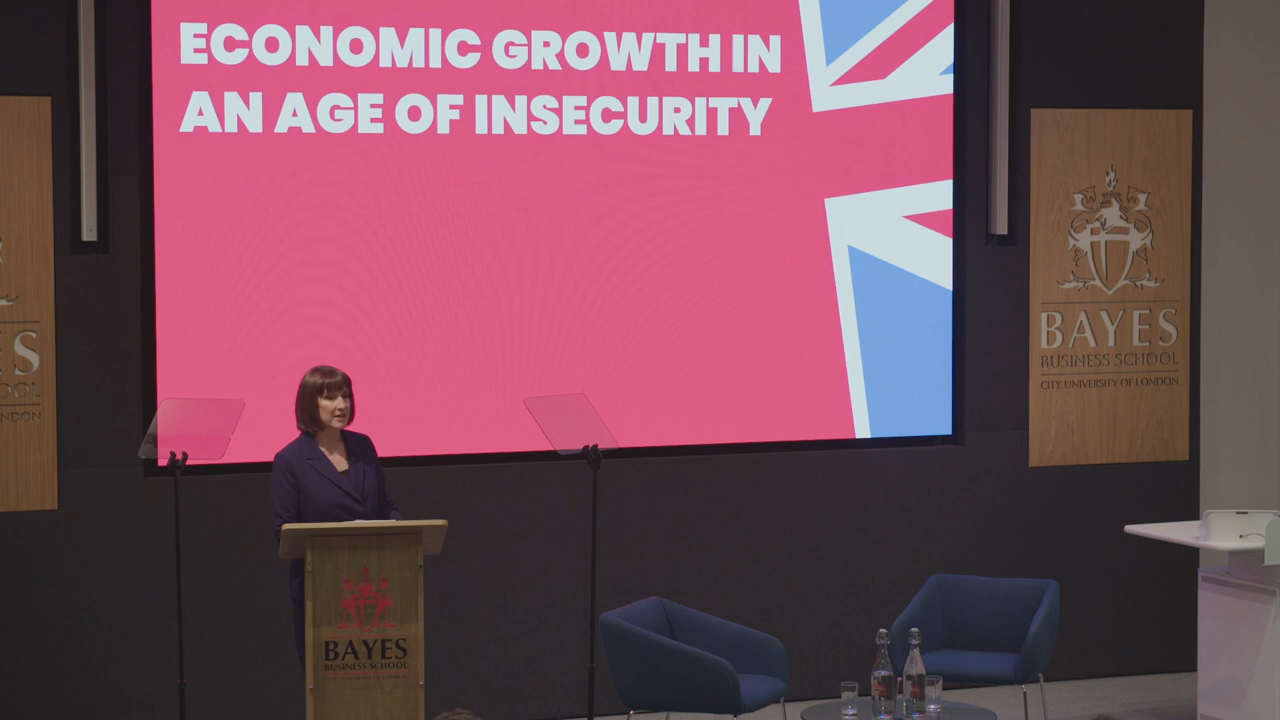 ECONOMIC GROWTH IN
AN AGE OF INSECURITY
BAYES
BUSINESS SCHOOL
CITY, UNIVERSITY OF LONDON
BAYES
BUSINESS SCHOOL